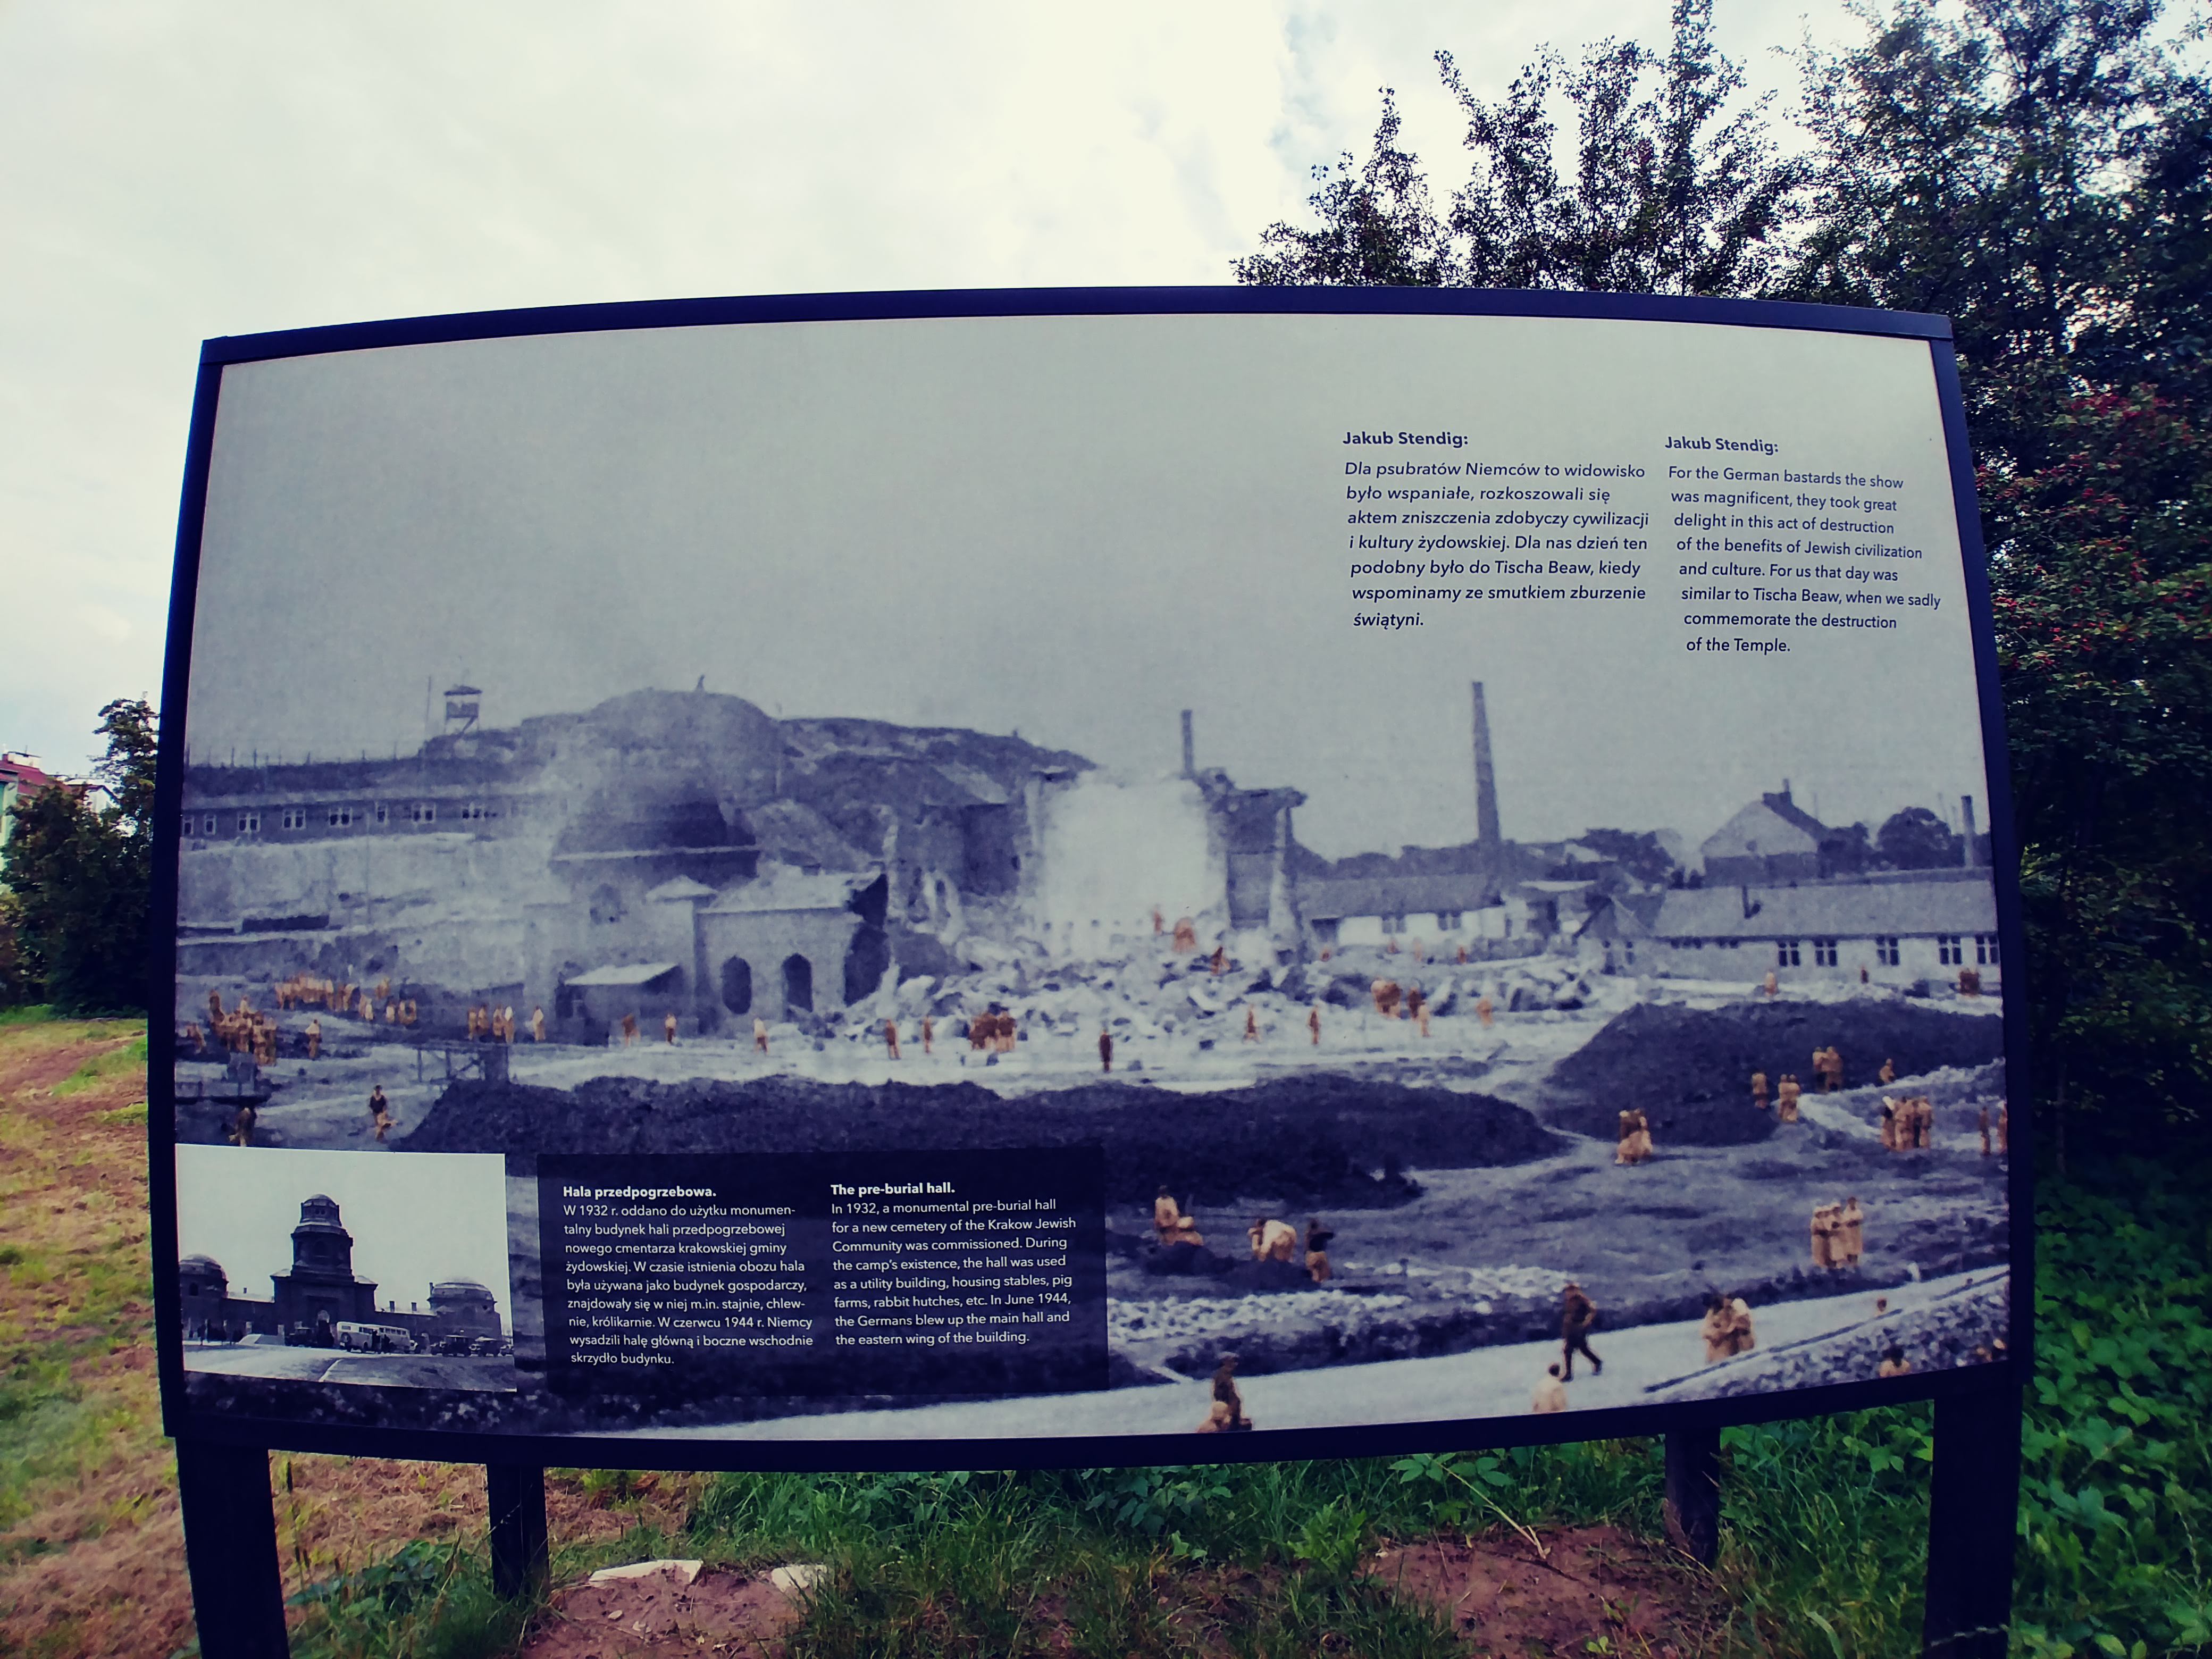 Jakub Stendig:
Dla psubratów Niemców to widowisko
było wspaniałe, rozkoszowali się
aktem zniszczenia zdobyczy cywilizacji
i kultury żydowskiej. Dla nas dzień ten
podobny było do Tischa Beaw, kiedy
wspominamy ze smutkiem zburzenie
świątyni.
Jakub Stendig:
For the German bastards the show
was magnificent, they took great
delight in this act of destruction
of the benefits of Jewish civilization
and culture. For us that day was
similar to Tischa Beaw, when we sadly
commemorate the destruction
of the Temple.
Hala przedpogrzebowa.
W 1932 r. oddano do użytku monumen-
talny budynek hali przedpogrzebowej
nowego cmentarza krakowskiej gminy
żydowskiej. W czasie istnienia obozu hala
była używana jako budynek gospodarczy,
znajdowały się w niej m.in. stajnie, chlew-
nie, królikarnie. W czerwcu 1944 r. Niemcy
wysadzili halę główną i boczne wschodnie
skrzydło budynku.
The pre-burial hall.
In 1932, a monumental pre-burial hall
for a new cemetery of the Krakow Jewish
Community was commissioned. During
the camp's existence, the hall was used
as a utility building, housing stables, pig
farms, rabbit hutches, etc. In June 1944,
the Germans blew up the main hall and
the eastern wing of the building.